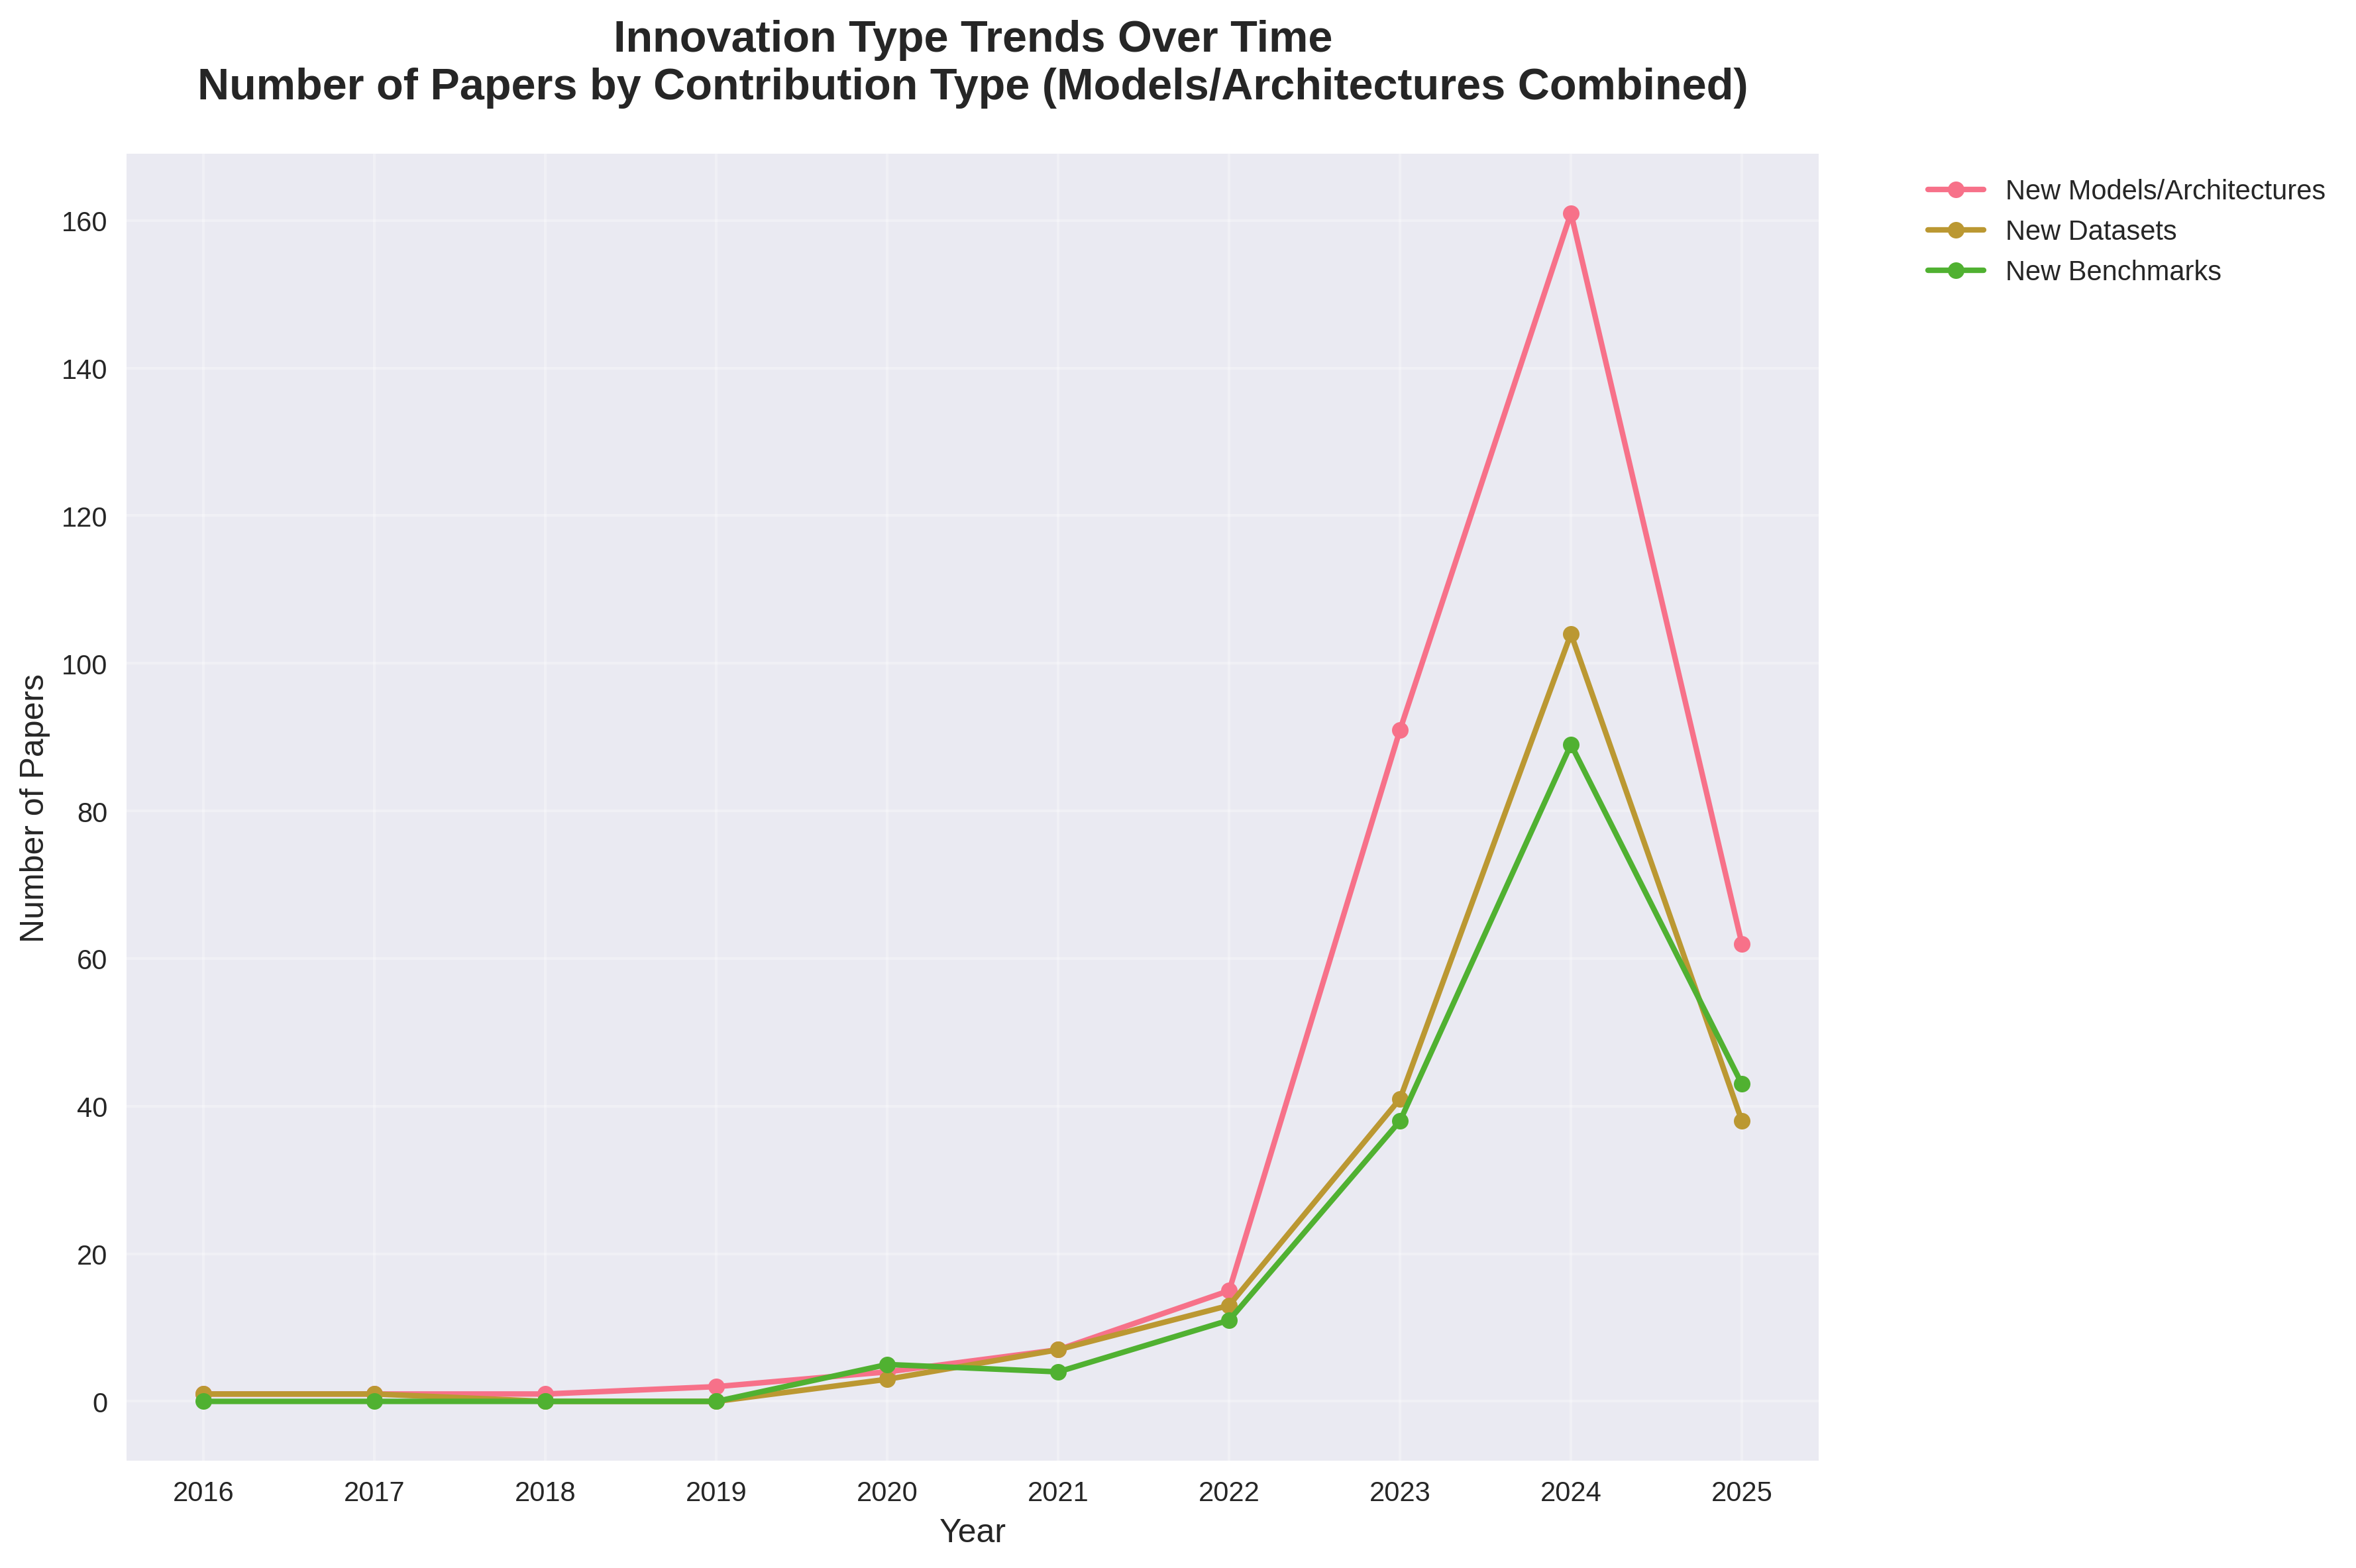 Innovation Type Trends Over Time
Number of Papers by Contribution Type (Models/Architectures Combined)
New Models/Architectures
New Datasets
New Benchmarks
Number of Papers
160
140
120
100
80
60
40
20
0
2016 2017 2018 2019 2020 2021 2022 2023 2024 2025
Year